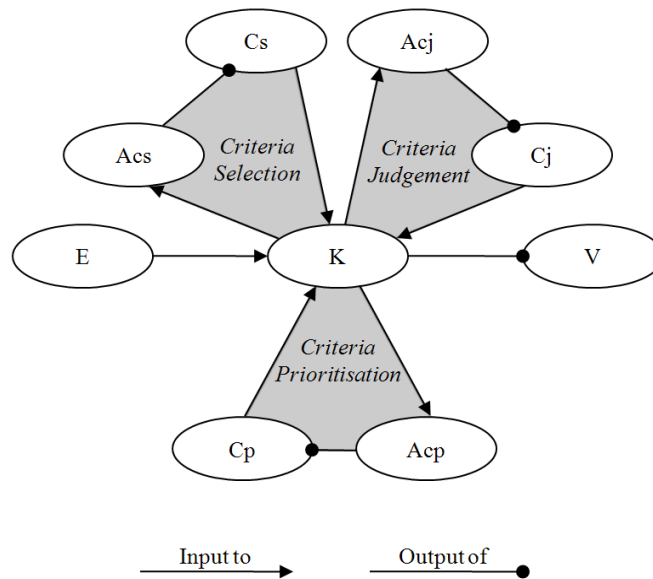 Cs
Acj
Acs
Criteria
Selection
Criteria
Judgement
Cj
E
K
V
Criteria
Prioritisation
Cp
Acp
Input to
Output of